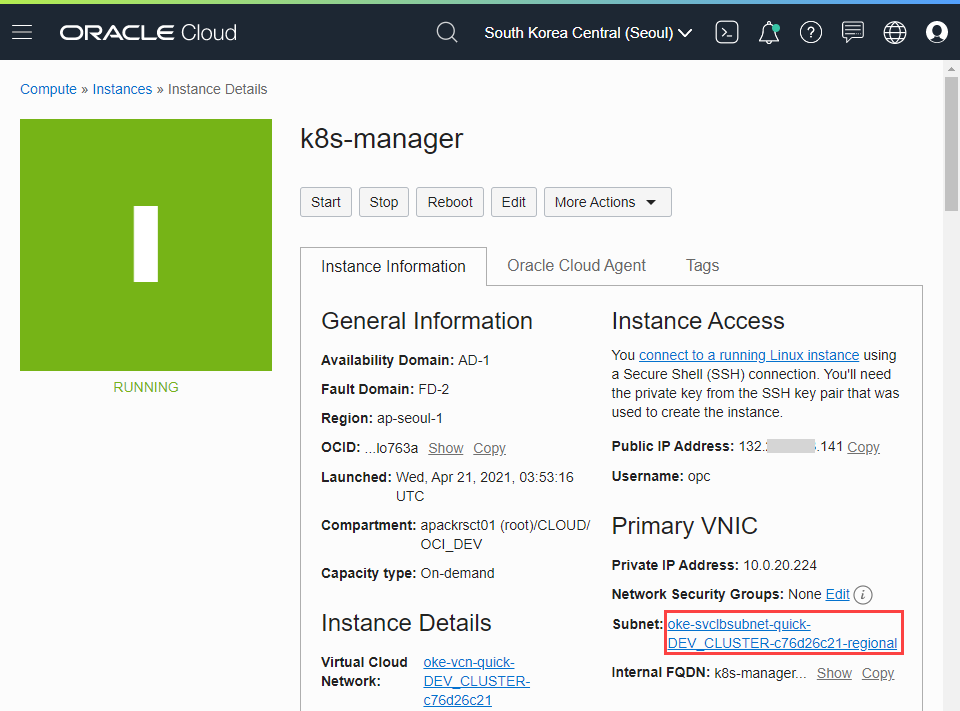 ORACLE Cloud
South Korea Central (Seoul)
Compute » Instances » Instance Details
I
RUNNING
k8s-manager
Start Stop Reboot Edit More Actions
Instance Information Oracle Cloud Agent Tags
General Information
Availability Domain: AD-1
Fault Domain: FD-2
Region: ap-seoul-1
OCID: ...lo763a Show Copy
Launched: Wed, Apr 21, 2021, 03:53:16
UTC
Compartment: apackrsct01 (root)/CLOUD/
OCI_DEV
Capacity type: On-demand
Instance Details
Virtual Cloud
Network:
oke-vcn-quick-
DEV_CLUSTER-
c76d26c21
Instance Access
You connect to a running Linux instance using
a Secure Shell (SSH) connection. You'll need
the private key from the SSH key pair that was
used to create the instance.
Public IP Address: 132. .141 Copy
Username: opc
Primary VNIC
Private IP Address: 10.0.20.224
Network Security Groups: None Edit i
Subnet: oke-svclbsubnet-quick-
DEV_CLUSTER-c76d26c21-regional
Internal FQDN: k8s-manager... Show Copy